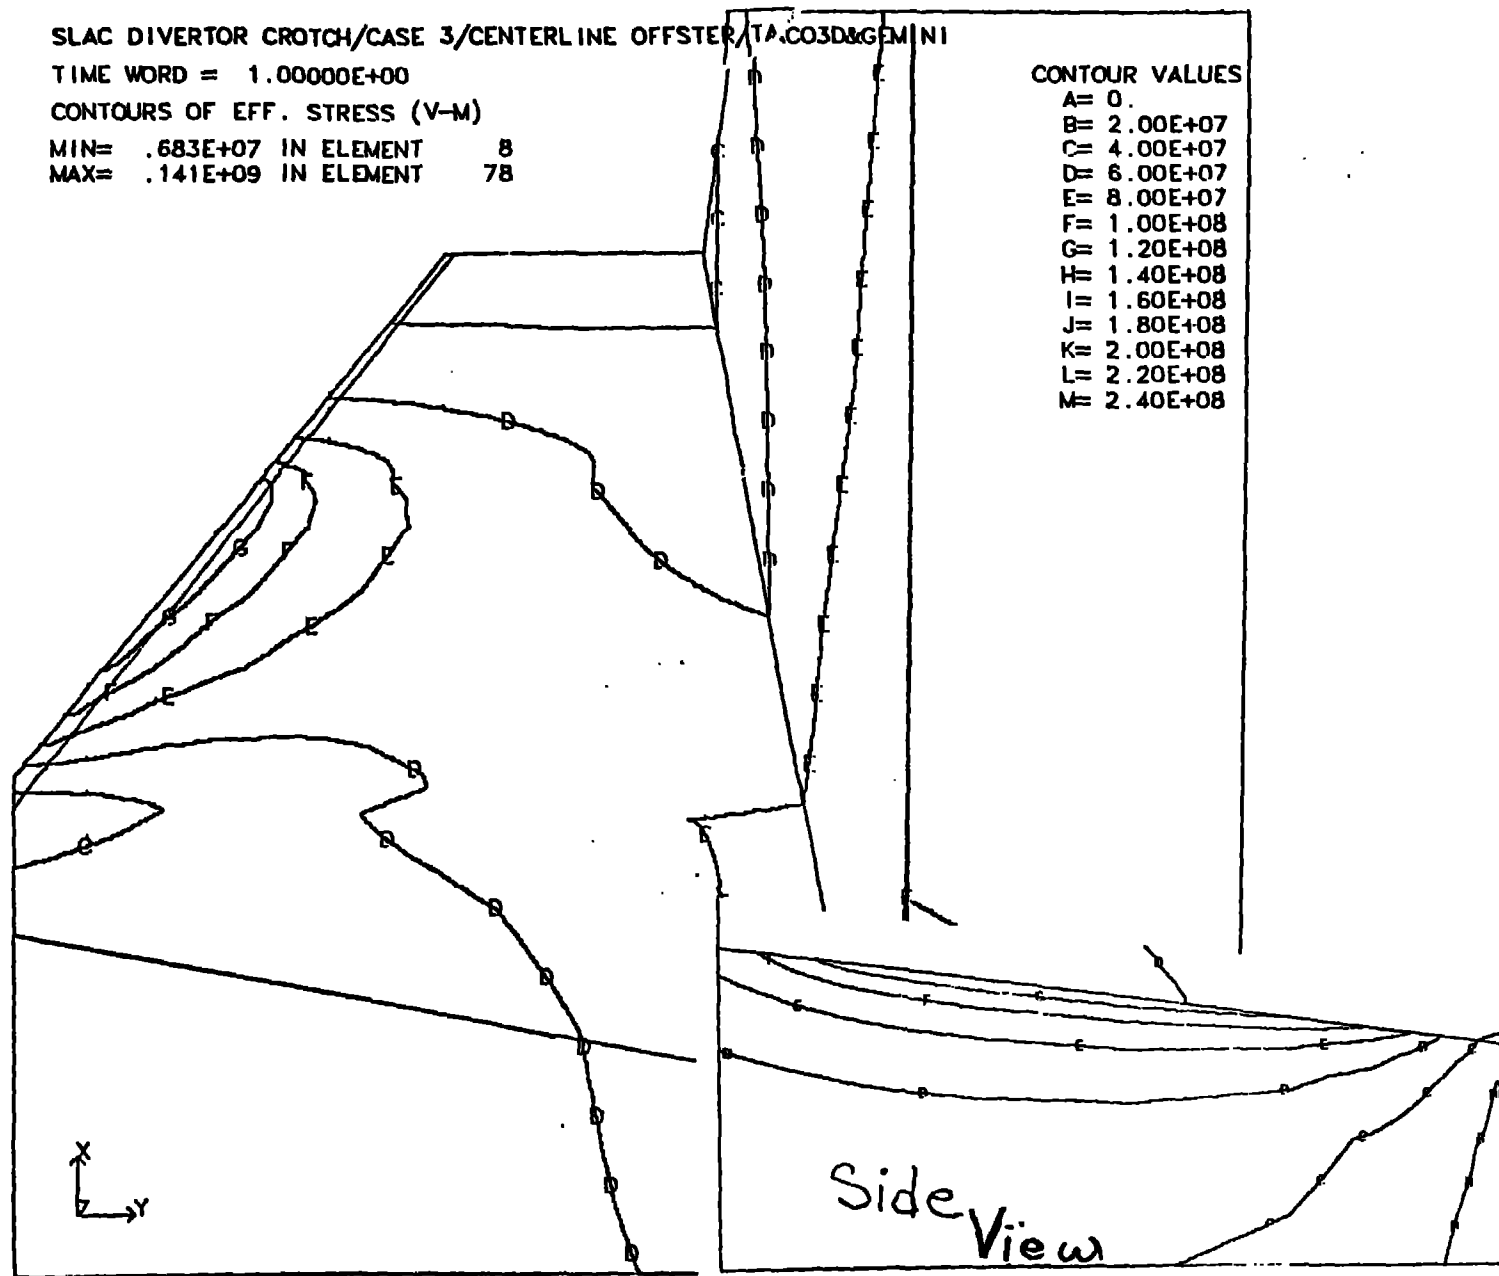 SLAC DIVERTOR CROTCH/CASE 3/CENTERLINE OFFSTER/TACO3D&GEMINI
TIME WORD = 1.00000E+00
CONTOURS OF EFF. STRESS (V-M)
MIN= .683E+07 IN ELEMENT 8
MAX= .141E+09 IN ELEMENT 78
CONTOUR VALUES
A= 0.
B= 2.00E+07
C= 4.00E+07
D= 6.00E+07
E= 8.00E+07
F= 1.00E+08
G= 1.20E+08
H= 1.40E+08
I= 1.60E+08
J= 1.80E+08
K= 2.00E+08
L= 2.20E+08
M= 2.40E+08
D
D
D
F
E
G
F
E
G
F
E
F
E
D
C
D
D
D
D
D
D
D
X
Z Y
Side
View